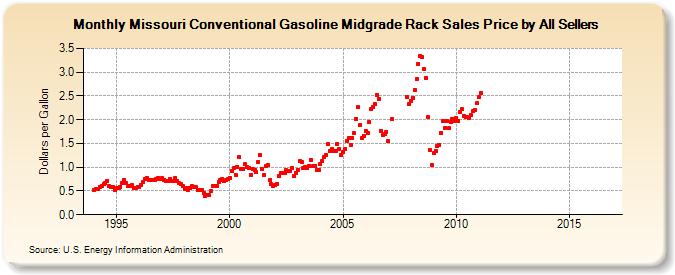 Monthly Missouri Conventional Gasoline Midgrade Rack Sales Price by All Sellers
Dollars per Gallon
3.5
3.0
2.5
2.0
1.5
1.0
0.5
0.0
1995 2000 2005 2010 2015
Source: U.S. Energy Information Administration